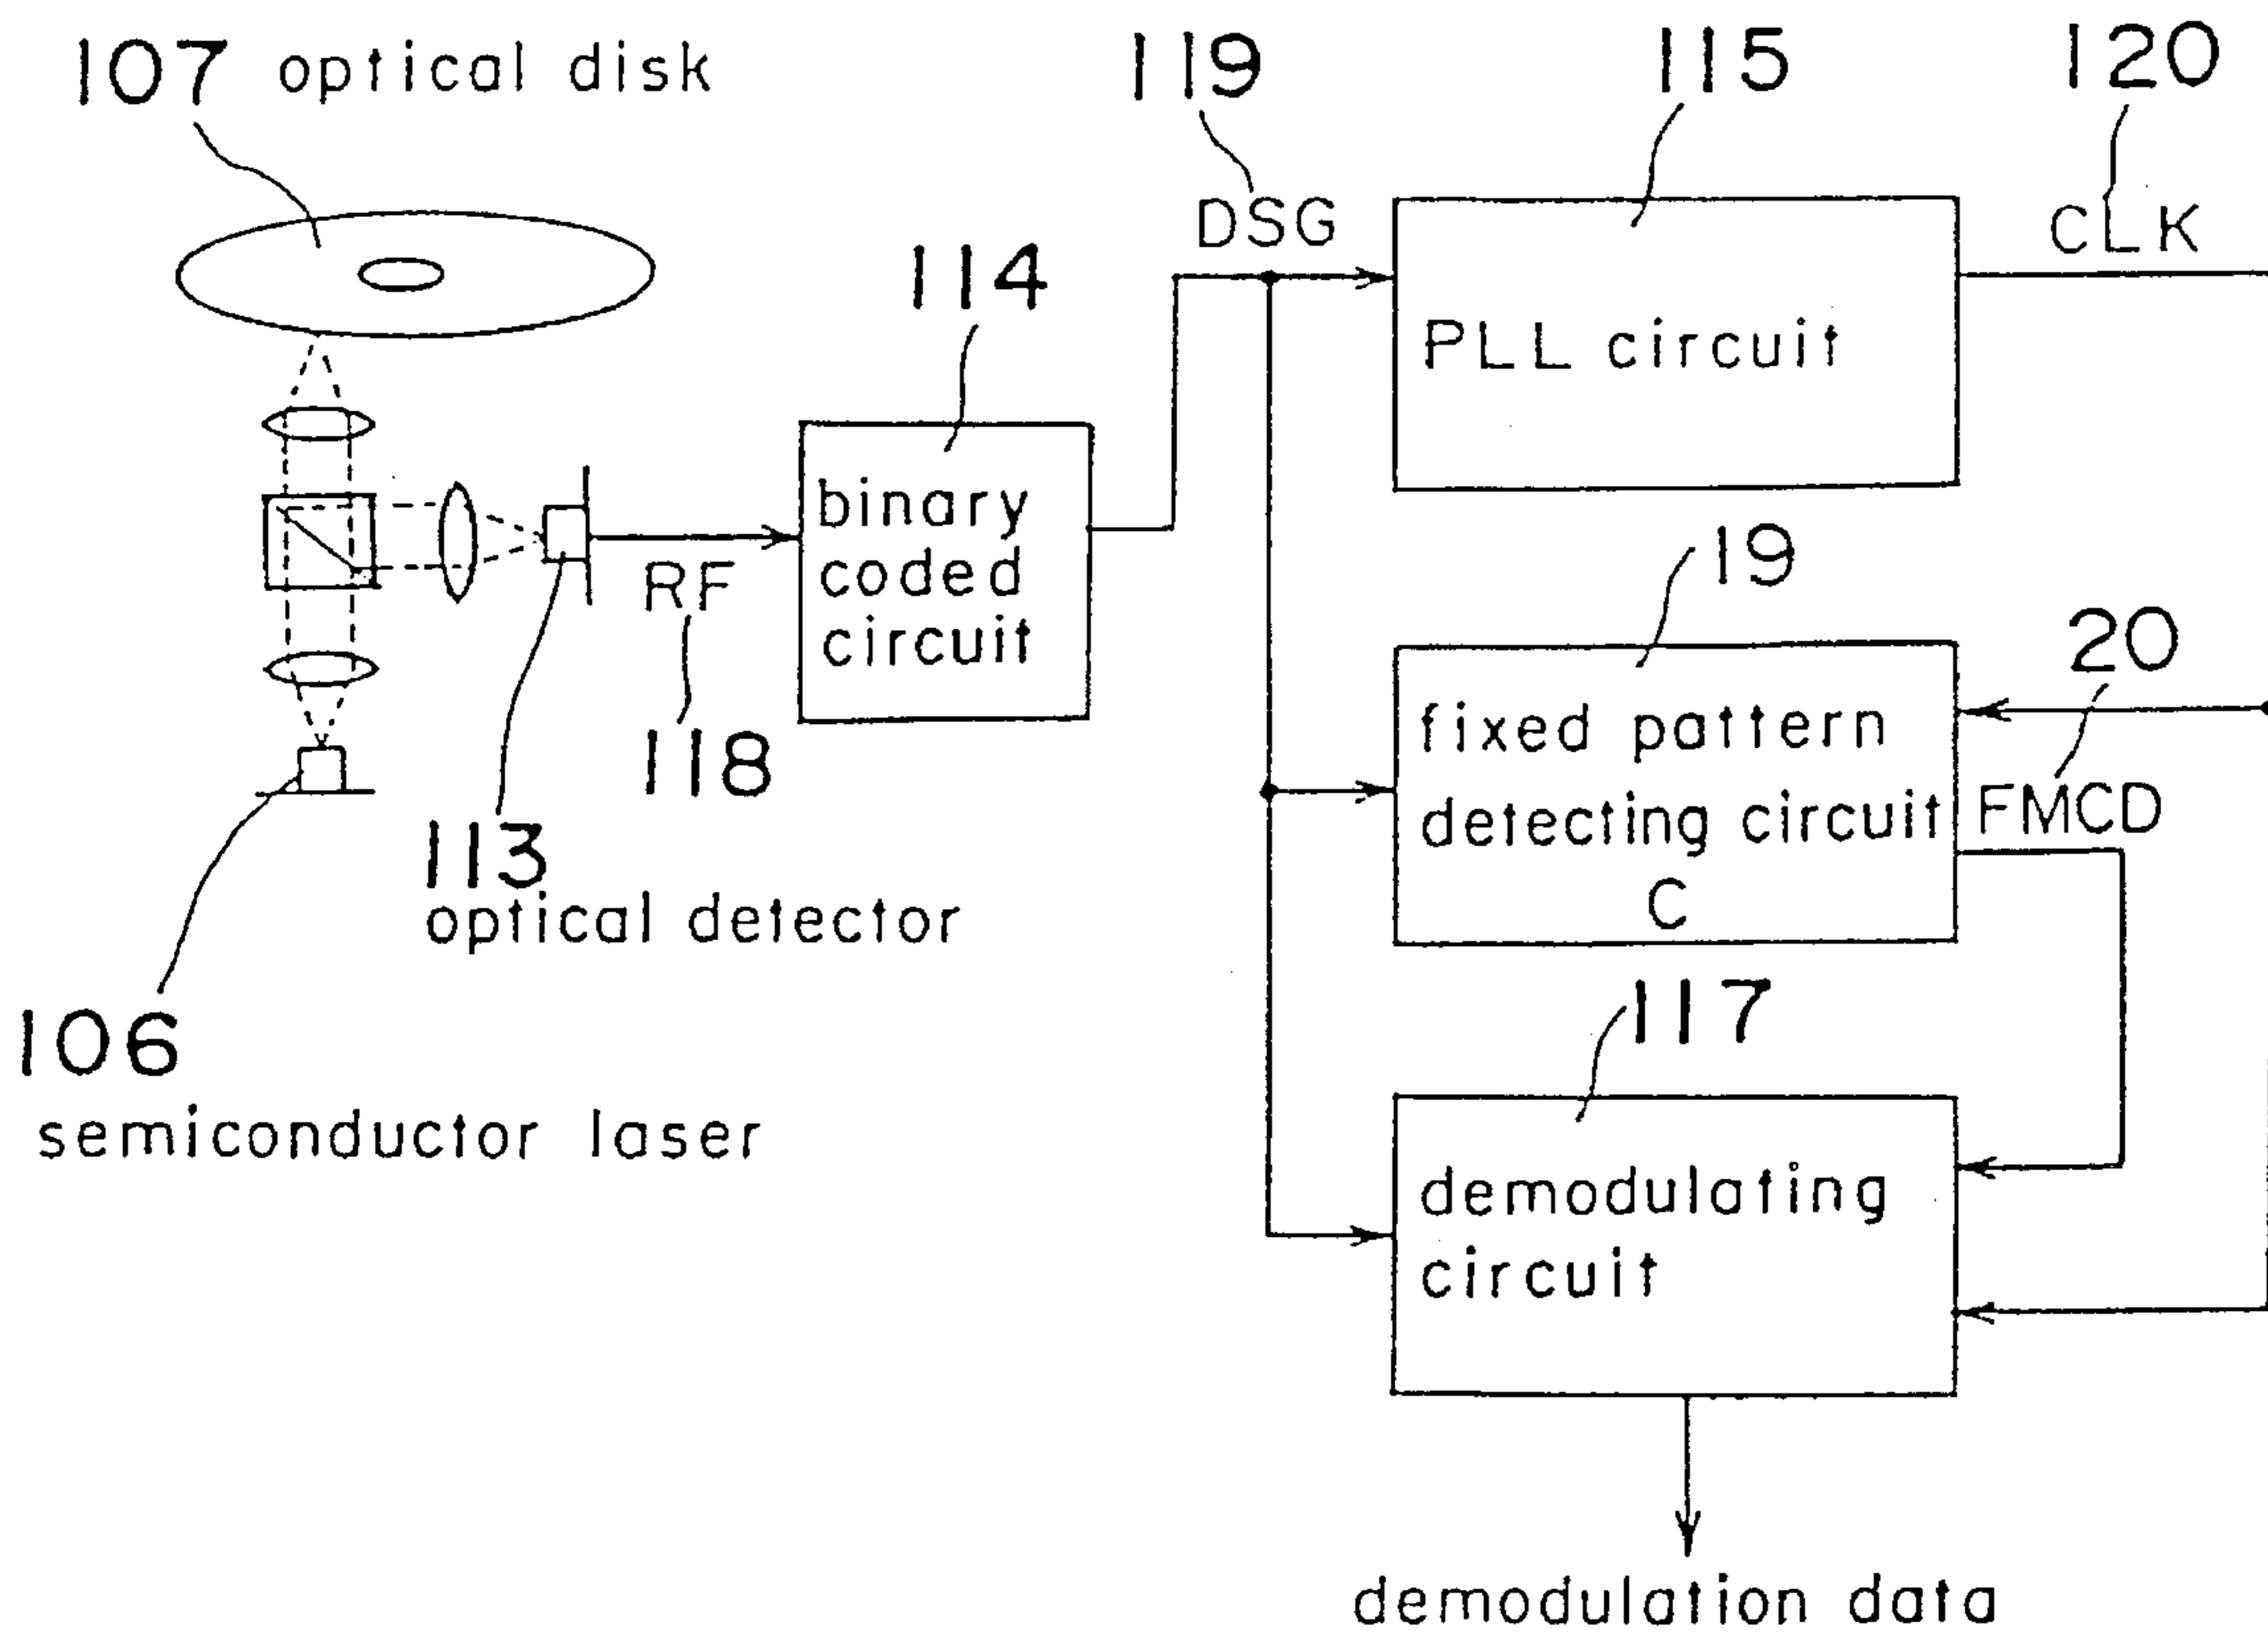 107 optical disk
119
115
120
DSG
CLK
114
PLL circuit
binary
coded
circuit
RF
118
19
20
fixed pattern
detecting circuit
C
FMCD
113
optical detector
106
semiconductor laser
117
demodulating
circuit
demodulation data